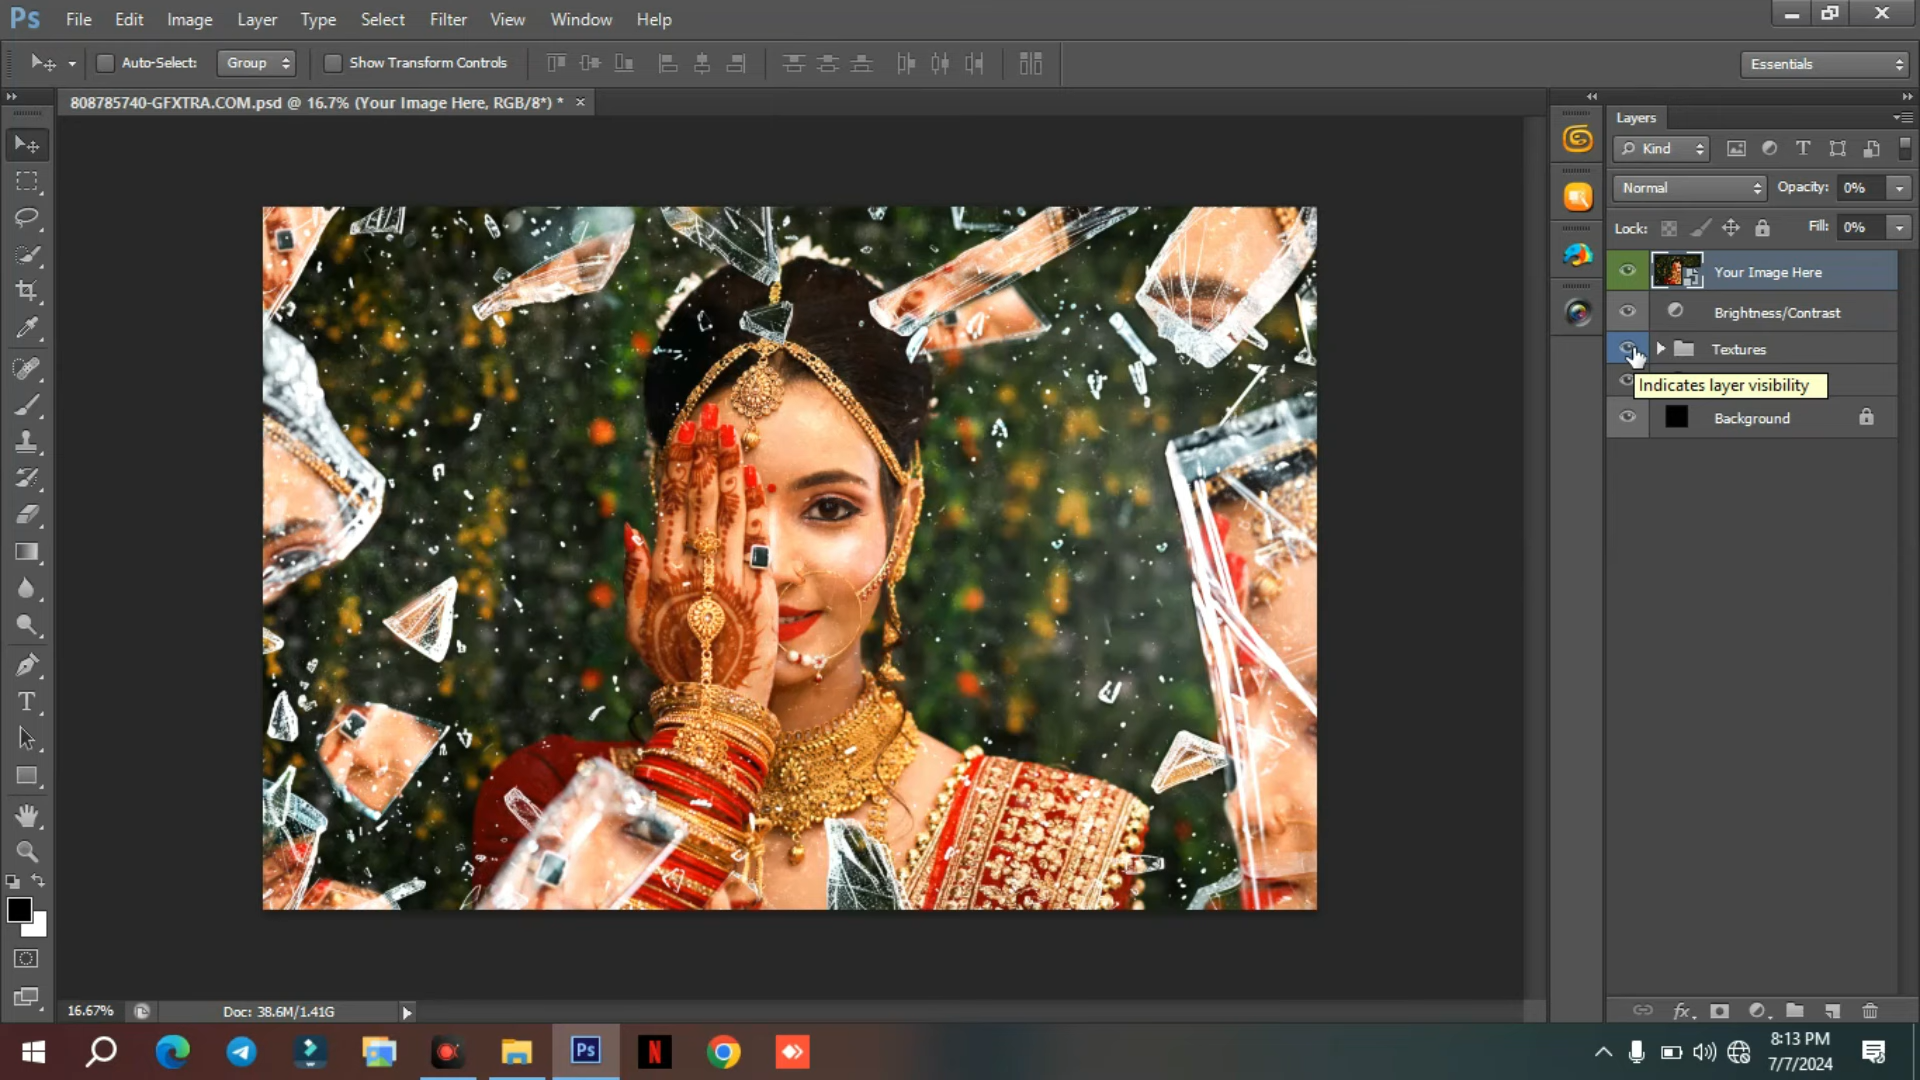 Ps File Edit Image Layer Type Select Filter View Window Help
Auto-Select: Group Show Transform Controls Essentials
808785740-GFXTRA.COM.psd @ 16.7% (Your Image Here, RGB/8*) * ×
Layers
Kind
Normal Opacity: 0%
Lock: Fill: 0%
Your Image Here
Brightness/Contrast
Textures
Indicates layer visibility
Background
16.67% Doc: 38.6M/1.41G
8:13 PM
7/7/2024